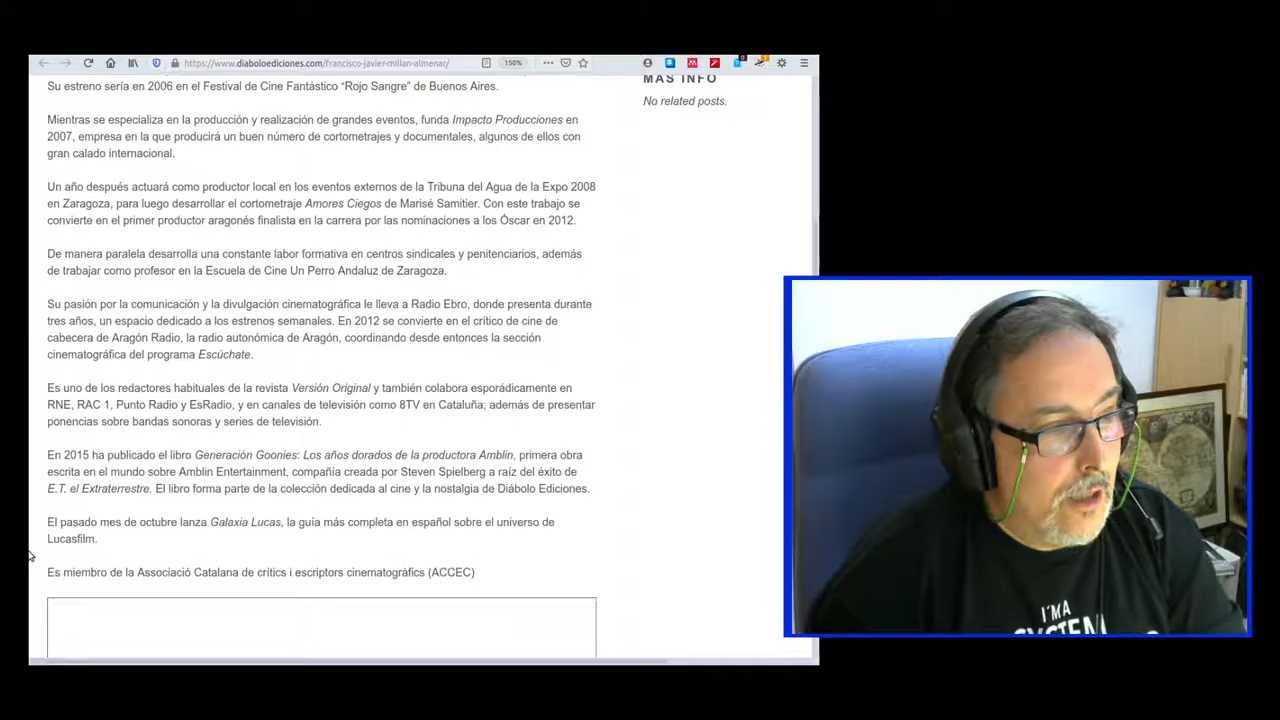 https://www.diaboloediciones.com/francisco-javier-millan-almenar/
150%
MÁS INFO
No related posts.
Su estreno sería en 2006 en el Festival de Cine Fantástico “Rojo Sangre” de Buenos Aires.
Mientras se especializa en la producción y realización de grandes eventos, funda Impacto Producciones en
2007, empresa en la que producirá un buen número de cortometrajes y documentales, algunos de ellos con
gran calado internacional.
Un año después actuará como productor local en los eventos externos de la Tribuna del Agua de la Expo 2008
en Zaragoza, para luego desarrollar el cortometraje Amores Ciegos de Marisé Samitier. Con este trabajo se
convierte en el primer productor aragonés finalista en la carrera por las nominaciones a los Óscar en 2012.
De manera paralela desarrolla una constante labor formativa en centros sindicales y penitenciarios, además
de trabajar como profesor en la Escuela de Cine Un Perro Andaluz de Zaragoza.
Su pasión por la comunicación y la divulgación cinematográfica le lleva a Radio Ebro, donde presenta durante
tres años, un espacio dedicado a los estrenos semanales. En 2012 se convierte en el crítico de cine de
cabecera de Aragón Radio, la radio autonómica de Aragón, coordinando desde entonces la sección
cinematográfica del programa Escúchate.
Es uno de los redactores habituales de la revista Versión Original y también colabora esporádicamente en
RNE, RAC 1, Punto Radio y EsRadio, y en canales de televisión como 8TV en Cataluña; además de presentar
ponencias sobre bandas sonoras y series de televisión.
En 2015 ha publicado el libro Generación Goonies: Los años dorados de la productora Amblin, primera obra
escrita en el mundo sobre Amblin Entertainment, compañía creada por Steven Spielberg a raíz del éxito de
E.T. el Extraterrestre. El libro forma parte de la colección dedicada al cine y la nostalgia de Diábolo Ediciones.
El pasado mes de octubre lanza Galaxia Lucas, la guía más completa en español sobre el universo de
Lucasfilm.
Es miembro de la Associació Catalana de crítics i escriptors cinematogràfics (ACCEC)
I´M A
SYSTEM